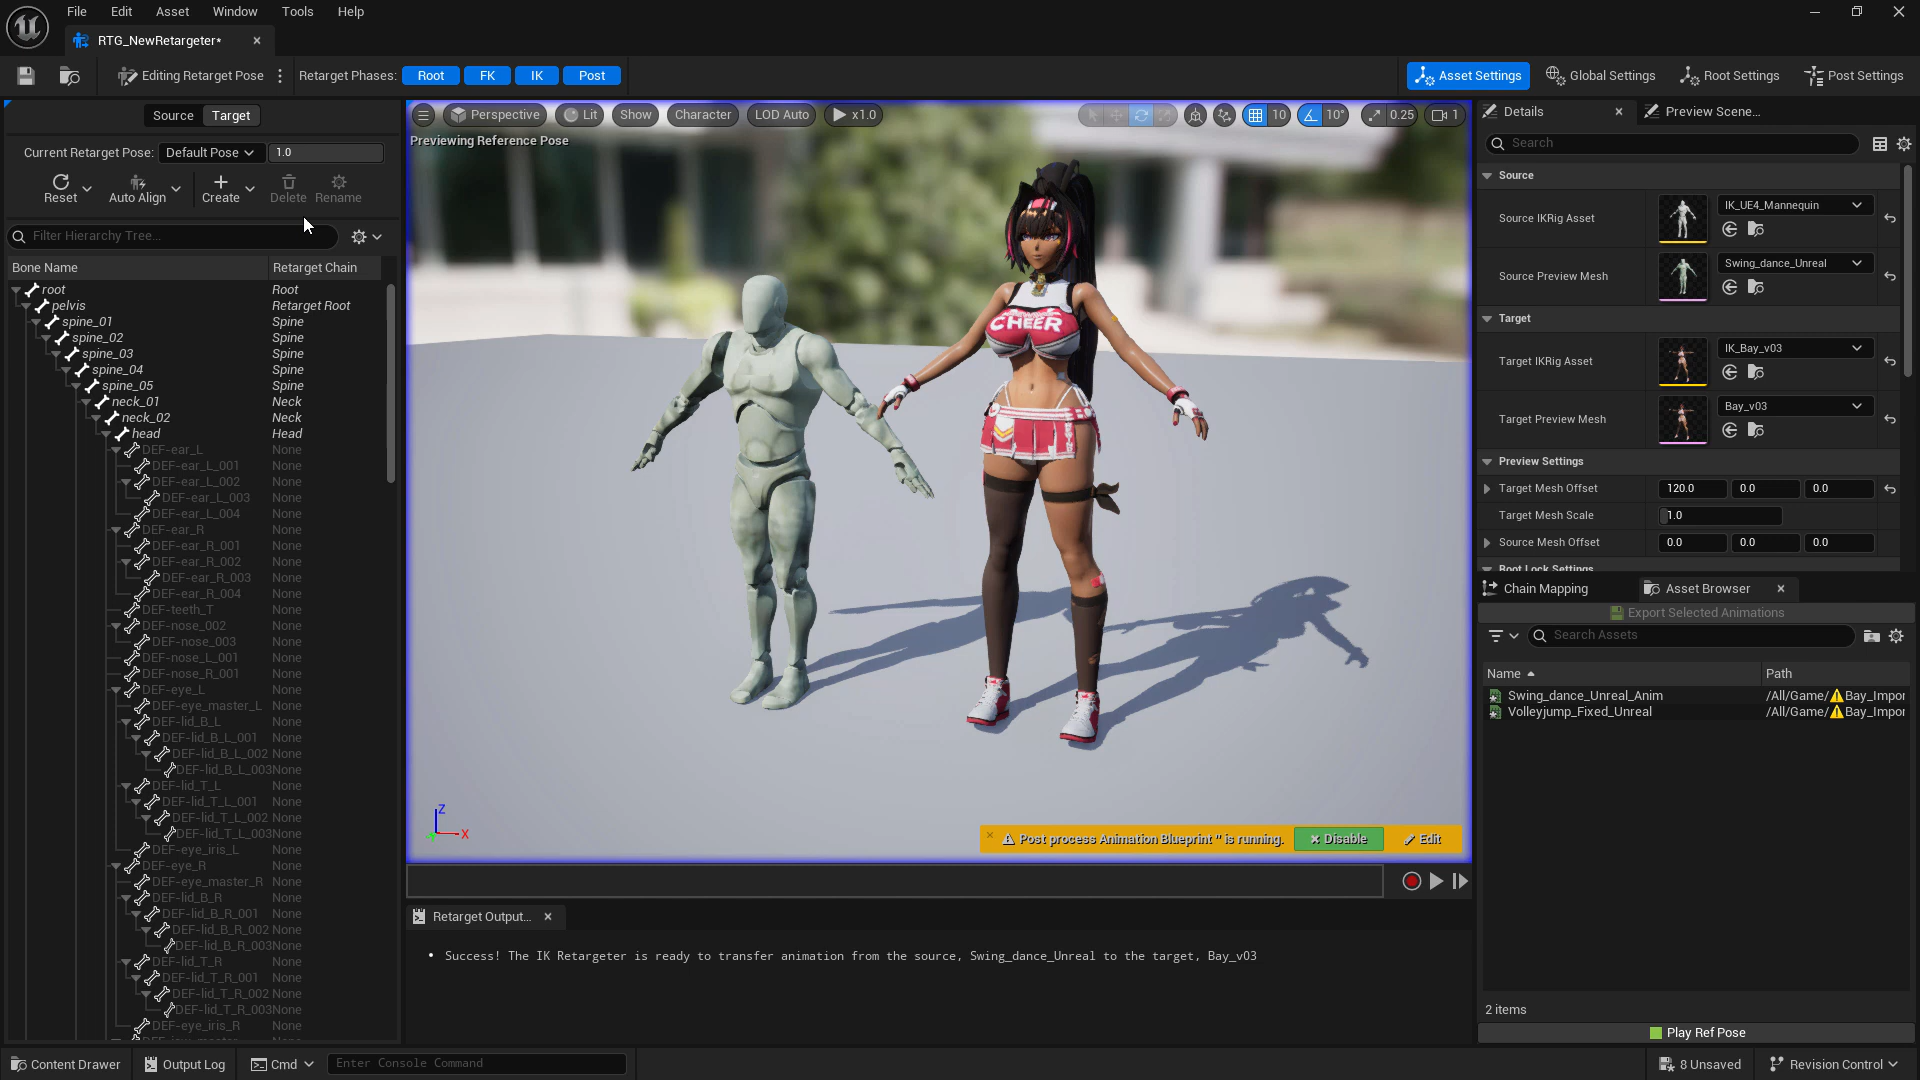 File Edit Asset Window Tools Help
RTG_NewRetargeter*
Editing Retarget Pose Retarget Phases: Root FK IK Post Asset Settings Global Settings Root Settings Post Settings
Source Target
Current Retarget Pose: Default Pose 1.0
Reset Auto Align Create Delete Rename
Filter Hierarchy Tree...
Bone Name Retarget Chain
root Root
pelvis Retarget Root
spine_01 Spine
spine_02 Spine
spine_03 Spine
spine_04 Spine
spine_05 Spine
neck_01 Neck
neck_02 Neck
head Head
DEF-ear_L None
DEF-ear_L_001 None
DEF-ear_L_002 None
DEF-ear_L_003 None
DEF-ear_L_004 None
DEF-ear_R None
DEF-ear_R_001 None
DEF-ear_R_002 None
DEF-ear_R_003 None
DEF-ear_R_004 None
DEF-teeth_T None
DEF-nose_002 None
DEF-nose_003 None
DEF-nose_L_001 None
DEF-nose_R_001 None
DEF-eye_L None
DEF-eye_master_L None
DEF-lid_B_L None
DEF-lid_B_L_001 None
DEF-lid_B_L_002 None
DEF-lid_B_L_003 None
DEF-lid_T_L None
DEF-lid_T_L_001 None
DEF-lid_T_L_002 None
DEF-lid_T_L_003 None
DEF-eye_iris_L None
DEF-eye_R None
DEF-eye_master_R None
DEF-lid_B_R None
DEF-lid_B_R_001 None
DEF-lid_B_R_002 None
DEF-lid_B_R_003 None
DEF-lid_T_R None
DEF-lid_T_R_001 None
DEF-lid_T_R_002 None
DEF-lid_T_R_003 None
DEF-eye_iris_R None
Perspective Lit Show Character LOD Auto x1.0 10 10° 0.25 1
Previewing Reference Pose
CHEER
Z
X
Post process Animation Blueprint '' is running. Disable Edit
Retarget Output...
Success! The IK Retargeter is ready to transfer animation from the source, Swing_dance_Unreal to the target, Bay_v03
Details Preview Scene...
Search
Source
Source IKRig Asset IK_UE4_Mannequin
Source Preview Mesh Swing_dance_Unreal
Target
Target IKRig Asset IK_Bay_v03
Target Preview Mesh Bay_v03
Preview Settings
Target Mesh Offset 120.0 0.0 0.0
Target Mesh Scale 1.0
Source Mesh Offset 0.0 0.0 0.0
Root Lock Settings
Chain Mapping Asset Browser
Export Selected Animations
Search Assets
Name Path
Swing_dance_Unreal_Anim /All/Game/ Bay_Impor
Volleyjump_Fixed_Unreal /All/Game/ Bay_Impor
2 items
Play Ref Pose
Content Drawer Output Log Cmd Enter Console Command 8 Unsaved Revision Control